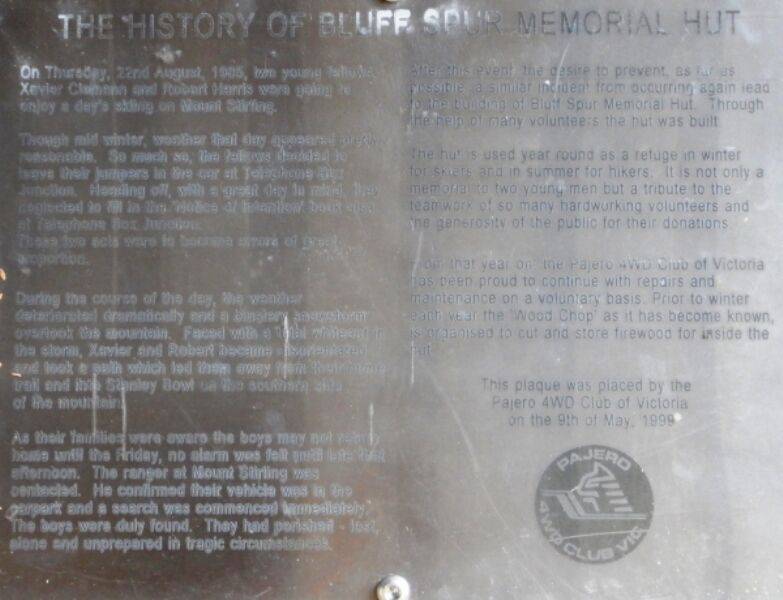 THE HISTORY OF BLUFF SPUR MEMORIAL HUT
On Thursday, 22nd August, 1985, two young fellows,
Xavier Clemann and Robert Harris were going to
enjoy a day's skiing on Mount Stirling.
Though mid winter, weather that day appeared pretty
reasonable. So much so, the fellows decided to
leave their jumpers in the car at Telephone Box
Junction. Heading off, with a great day in mind, they
neglected to fill in the 'Notice of Intention' book also
at Telephone Box Junction.
These two acts were to become errors of great
proportion.
During the course of the day, the weather
deteriorated dramatically and a blustery snowstorm
overtook the mountain. Faced with a total whiteout in
the storm, Xavier and Robert became disorientated
and took a path which led them away from their home
trail and into Stanley Bowl on the southern side
of the mountain.
As their families were aware the boys may not return
home until the Friday, no alarm was felt until late that
afternoon. The ranger at Mount Stirling was
contacted. He confirmed their vehicle was in the
carpark and a search was commenced immediately.
The boys were duly found. They had perished - lost,
alone and unprepared in tragic circumstances.
After this event, the desire to prevent, as far as
possible, a similar incident from occurring again lead
to the building of Bluff Spur Memorial Hut. Through
the help of many volunteers the hut was built.
The hut is used year round as a refuge in winter
for skiers and in summer for hikers. It is not only a
memorial to two young men but a tribute to the
teamwork of so many hardworking volunteers and
the generosity of the public for their donations.
From that year on, the Pajero 4WD Club of Victoria
has been proud to continue with repairs and
maintenance on a voluntary basis. Prior to winter
each year the 'Wood Chop' as it has become known,
is organised to cut and store firewood for inside the
hut.
This plaque was placed by the
Pajero 4WD Club of Victoria
on the 9th of May, 1999
PAJERO
4WD CLUB VIC